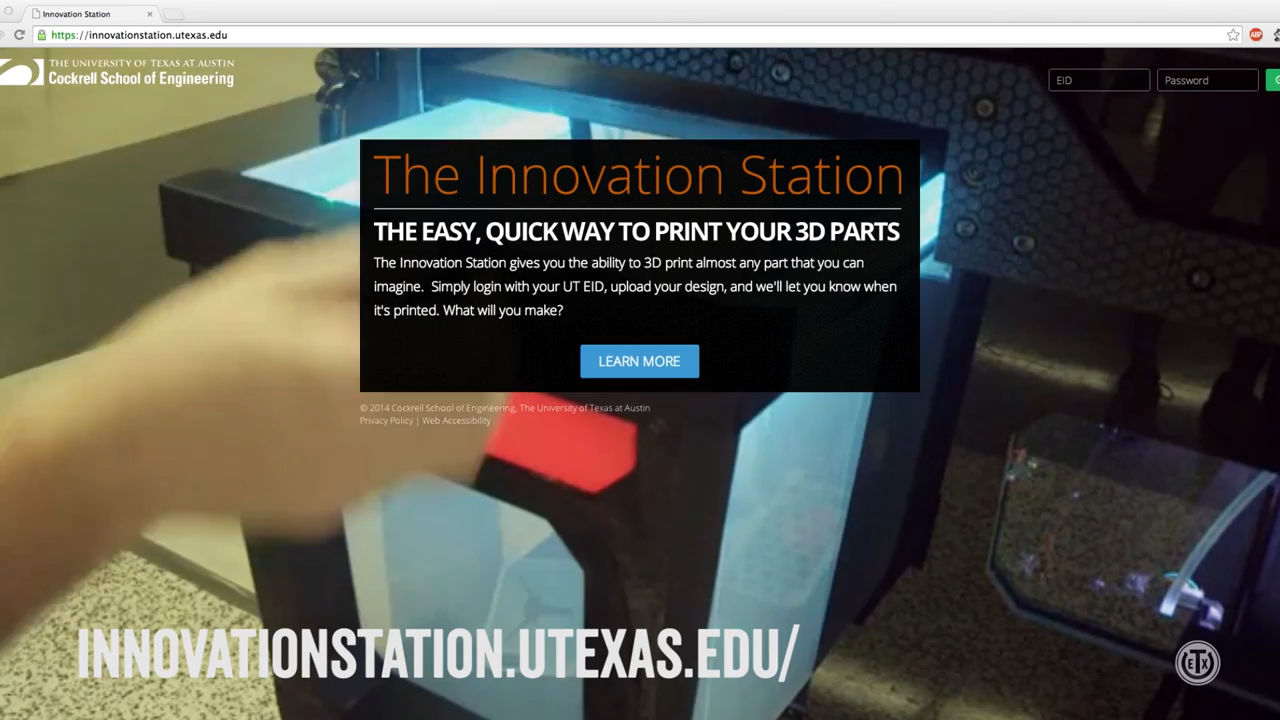 Innovation Station
https://innovationstation.utexas.edu
ABP
THE UNIVERSITY OF TEXAS AT AUSTIN
Cockrell School of Engineering
EID
Password
The Innovation Station
THE EASY, QUICK WAY TO PRINT YOUR 3D PARTS
The Innovation Station gives you the ability to 3D print almost any part that you can
imagine. Simply login with your UT EID, upload your design, and we'll let you know when
it's printed. What will you make?
LEARN MORE
© 2014 Cockrell School of Engineering, The University of Texas at Austin
Privacy Policy | Web Accessibility
INNOVATIONSTATION.UTEXAS.EDU/